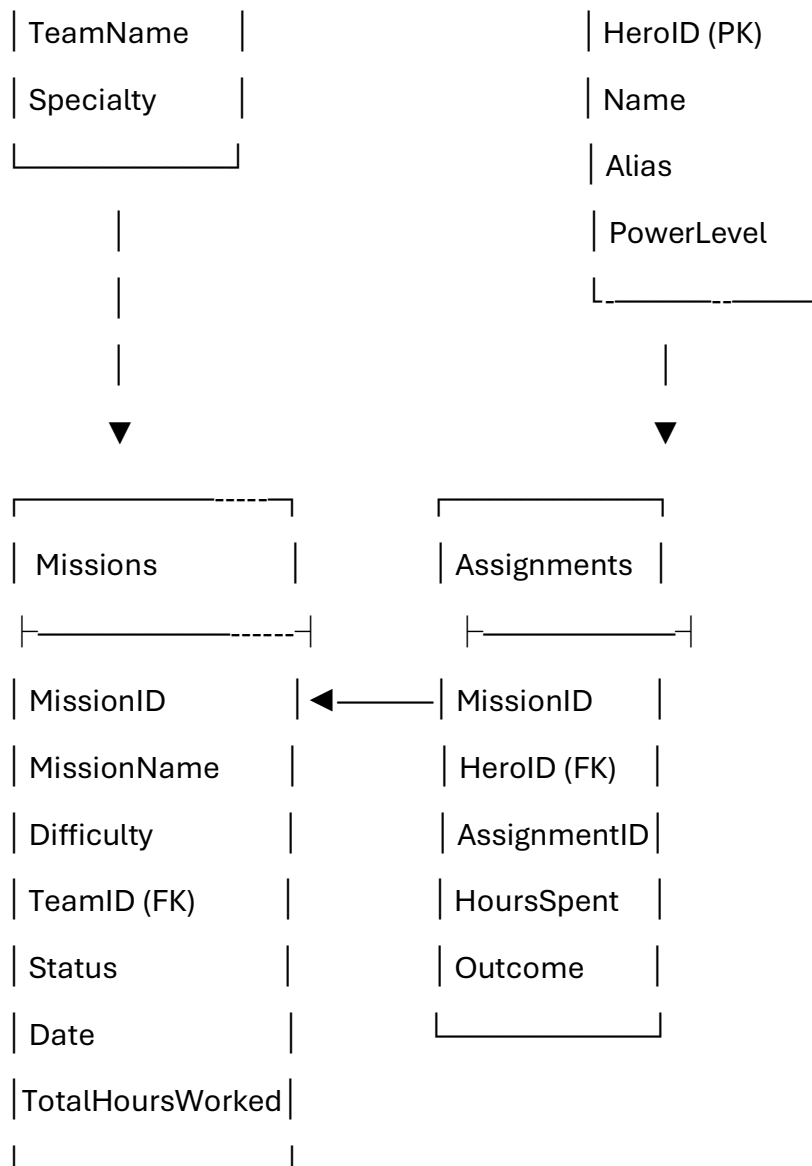 TeamName
Specialty
HeroID (PK)
Name
Alias
PowerLevel
Missions
MissionID
MissionName
Difficulty
TeamID (FK)
Status
Date
TotalHoursWorked
Assignments
MissionID
HeroID (FK)
AssignmentID
HoursSpent
Outcome